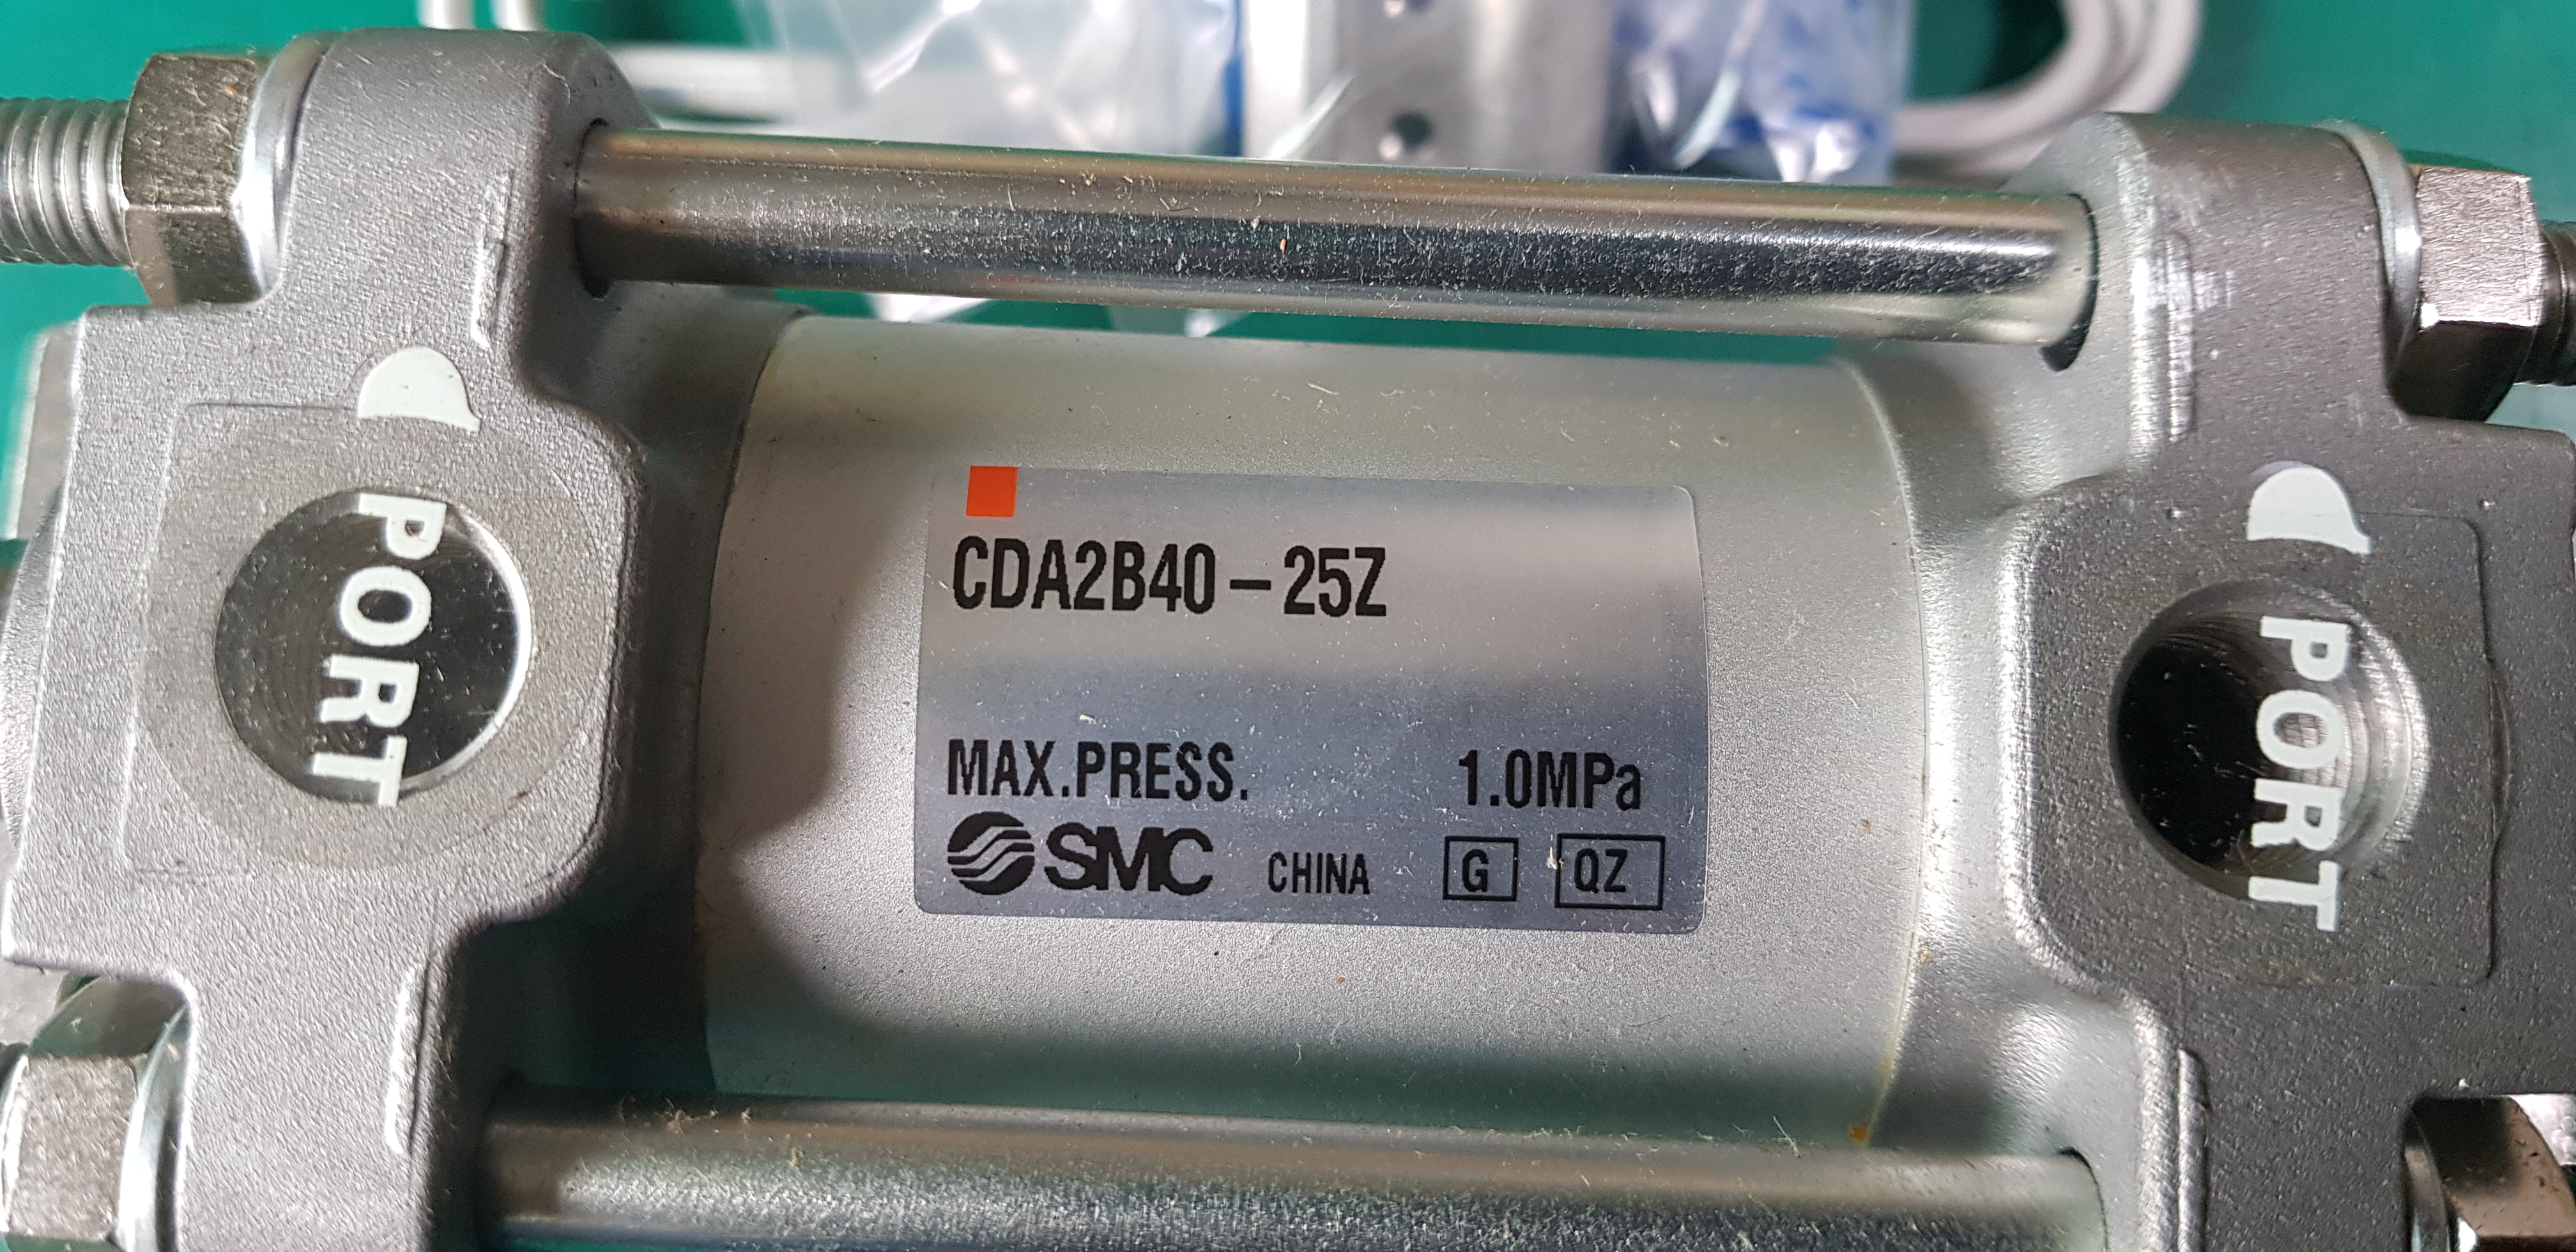 PORT
CDA2B40-25Z
MAX.PRESS. 1.0MPa
SMC CHINA G QZ
PORT